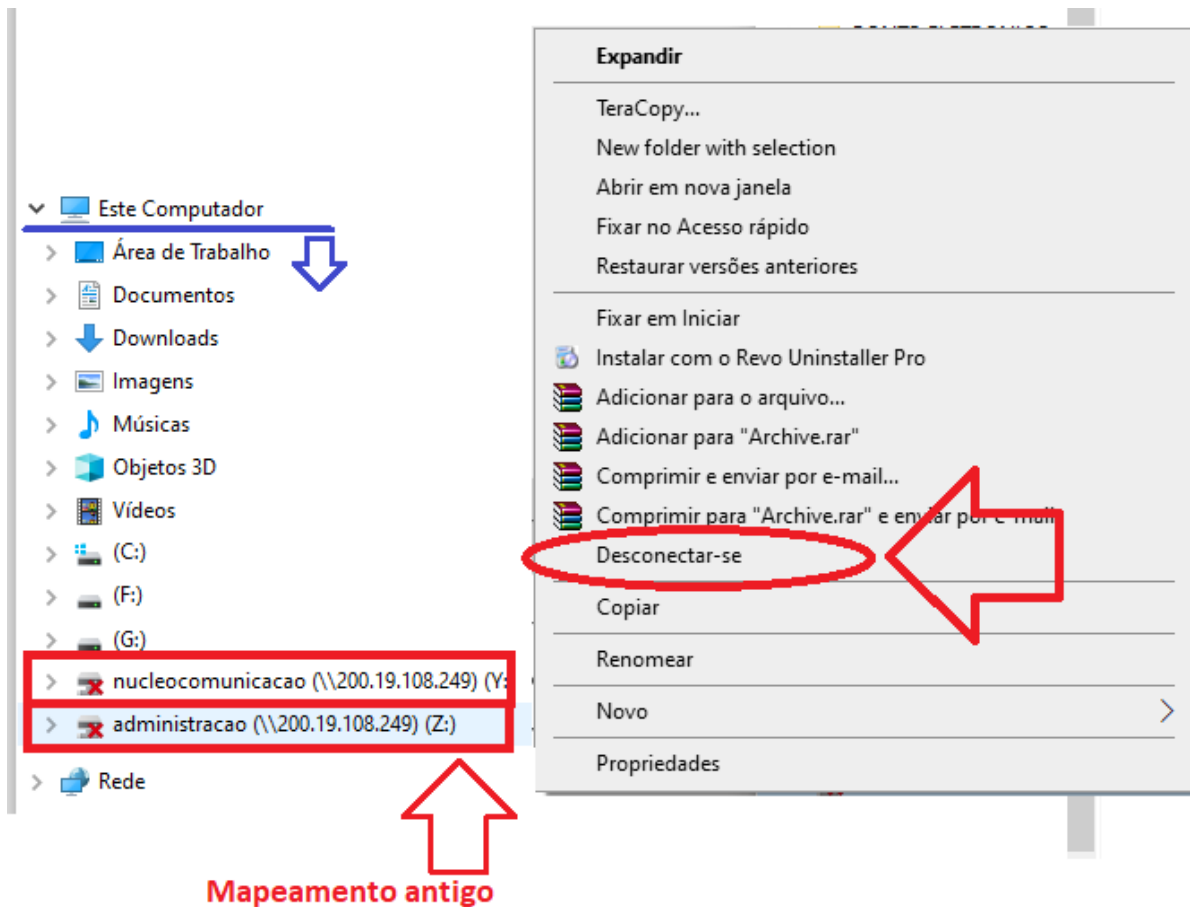 Este Computador
Área de Trabalho
Documentos
Downloads
Imagens
Músicas
Objetos 3D
Vídeos
(C:)
(F:)
(G:)
nucleocomunicacao (\\200.19.108.249) (Y:
administracao (\\200.19.108.249) (Z:)
Rede
Mapeamento antigo
Expandir
TeraCopy...
New folder with selection
Abrir em nova janela
Fixar no Acesso rápido
Restaurar versões anteriores
Fixar em Iniciar
Instalar com o Revo Uninstaller Pro
Adicionar para o arquivo...
Adicionar para "Archive.rar"
Comprimir e enviar por e-mail...
Comprimir para "Archive.rar" e enviar por e-mail
Desconectar-se
Copiar
Renomear
Novo
Propriedades